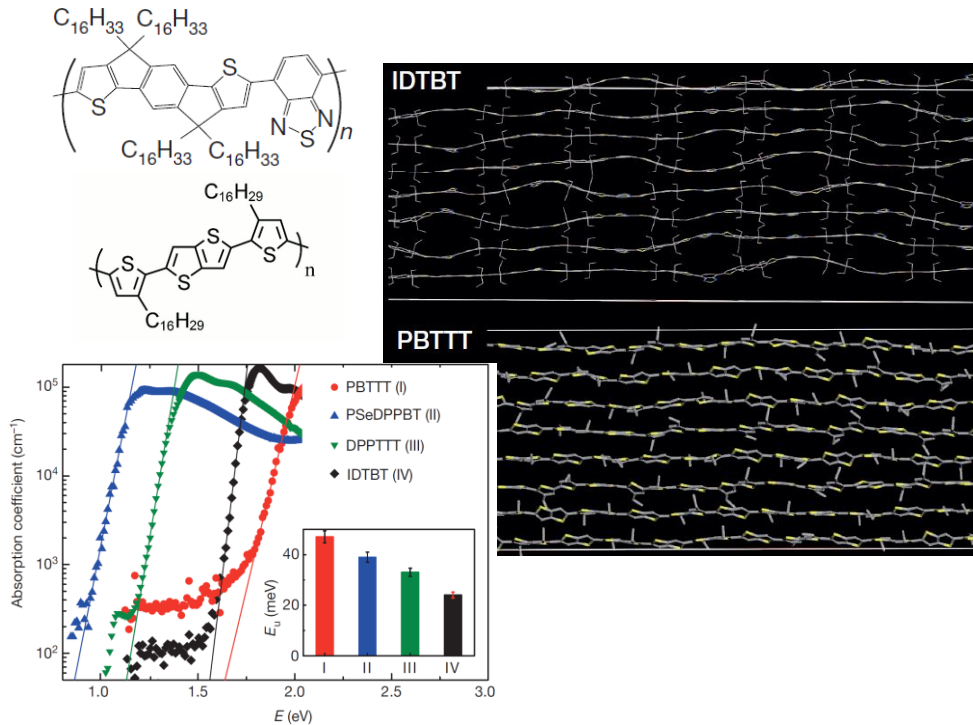 C16H33 C16H33
S
S
N N
S
n
C16H33 C16H33
C16H29
S
S
S
S
n
C16H29
IDTBT
PBTTT
Absorption coefficient (cm⁻¹)
10⁵
10⁴
10³
10²
PBTTT (I)
PSeDPPBT (II)
DPPTTT (III)
IDTBT (IV)
Eu (meV)
40
20
0
I II III IV
1.0 1.5 2.0 2.5 3.0
E (eV)